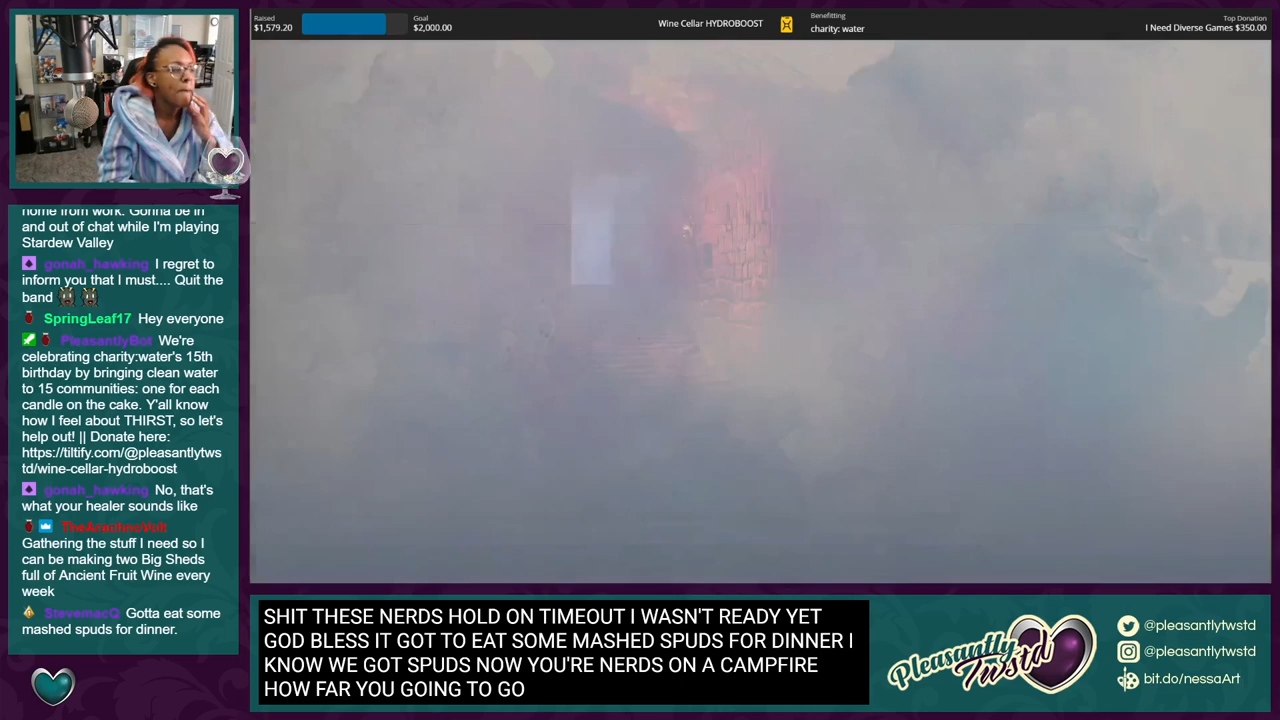 Raised
$1,579.20
Goal
$2,000.00
Wine Cellar HYDROBOOST
Benefitting
charity: water
Top Donation
I Need Diverse Games $350.00
home from work. Gonna be in
and out of chat while I'm playing
Stardew Valley
gonah_hawking I regret to
inform you that I must.... Quit the
band
SpringLeaf17 Hey everyone
PleasantlyBot We're
celebrating charity:water's 15th
birthday by bringing clean water
to 15 communities: one for each
candle on the cake. Y'all know
how I feel about THIRST, so let's
help out! || Donate here:
https://tiltify.com/@pleasantlytws
td/wine-cellar-hydroboost
gonah_hawking No, that's
what your healer sounds like
TheArachnoVolt
Gathering the stuff I need so I
can be making two Big Sheds
full of Ancient Fruit Wine every
week
StevemacQ Gotta eat some
mashed spuds for dinner.
SHIT THESE NERDS HOLD ON TIMEOUT I WASN'T READY YET
GOD BLESS IT GOT TO EAT SOME MASHED SPUDS FOR DINNER I
KNOW WE GOT SPUDS NOW YOU'RE NERDS ON A CAMPFIRE
HOW FAR YOU GOING TO GO
Pleasantly
Twstd
@pleasantlytwstd
@pleasantlytwstd
bit.do/nessaArt